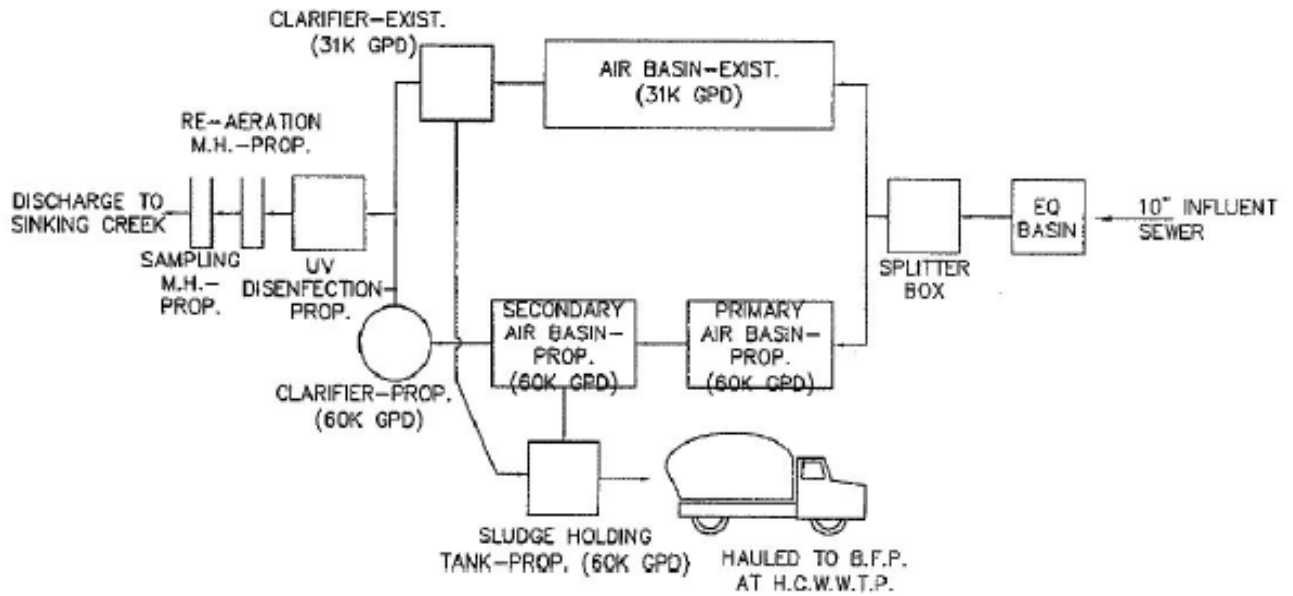 CLARIFIER-EXIST.
(31K GPD)
AIR BASIN-EXIST.
(31K GPD)
RE-AERATION
M.H.-PROP.
DISCHARGE TO
SINKING CREEK
SAMPLING
M.H.-
PROP.
UV
DISENFECTION-
PROP.
10" INFLUENT
SEWER
EQ
BASIN
SPLITTER
BOX
SECONDARY
AIR BASIN-
PROP.
(60K GPD)
PRIMARY
AIR BASIN-
PROP.
(60K GPD)
CLARIFIER-PROP.
(60K GPD)
SLUDGE HOLDING
TANK-PROP. (60K GPD)
HAULED TO B.F.P.
AT H.C.W.W.T.P.